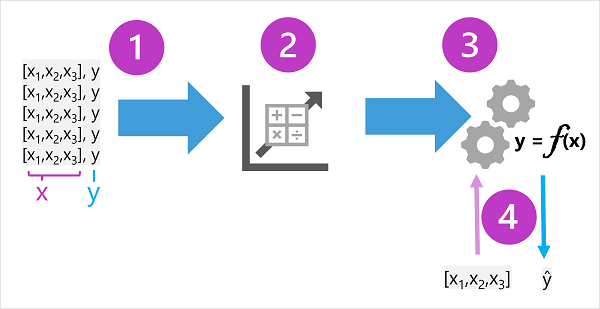 1
2
3
[x₁,x₂,x₃], y
[x₁,x₂,x₃], y
[x₁,x₂,x₃], y
[x₁,x₂,x₃], y
[x₁,x₂,x₃], y
x
y
+ −
× ÷
y = f(x)
4
[x₁,x₂,x₃]
ŷ